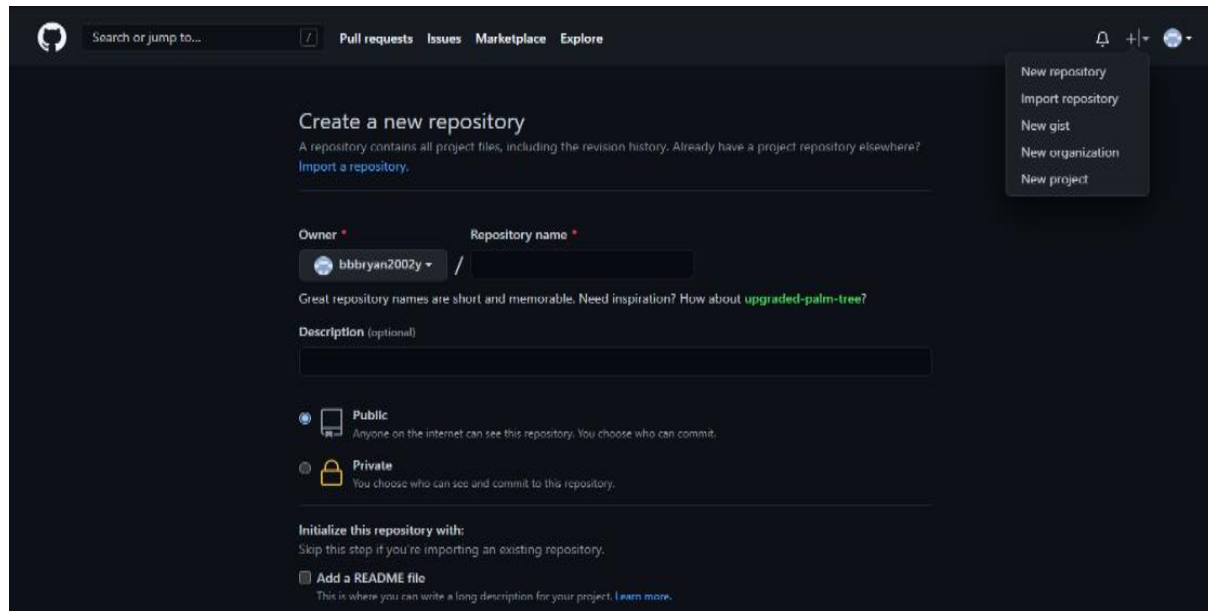 Search or jump to... /
Pull requests Issues Marketplace Explore
New repository
Import repository
New gist
New organization
New project
Create a new repository
A repository contains all project files, including the revision history. Already have a project repository elsewhere?
Import a repository.
Owner * Repository name *
bbbryan2002y /
Great repository names are short and memorable. Need inspiration? How about upgraded-palm-tree?
Description (optional)
Public
Anyone on the internet can see this repository. You choose who can commit.
Private
You choose who can see and commit to this repository.
Initialize this repository with:
Skip this step if you're importing an existing repository.
Add a README file
This is where you can write a long description for your project. Learn more.